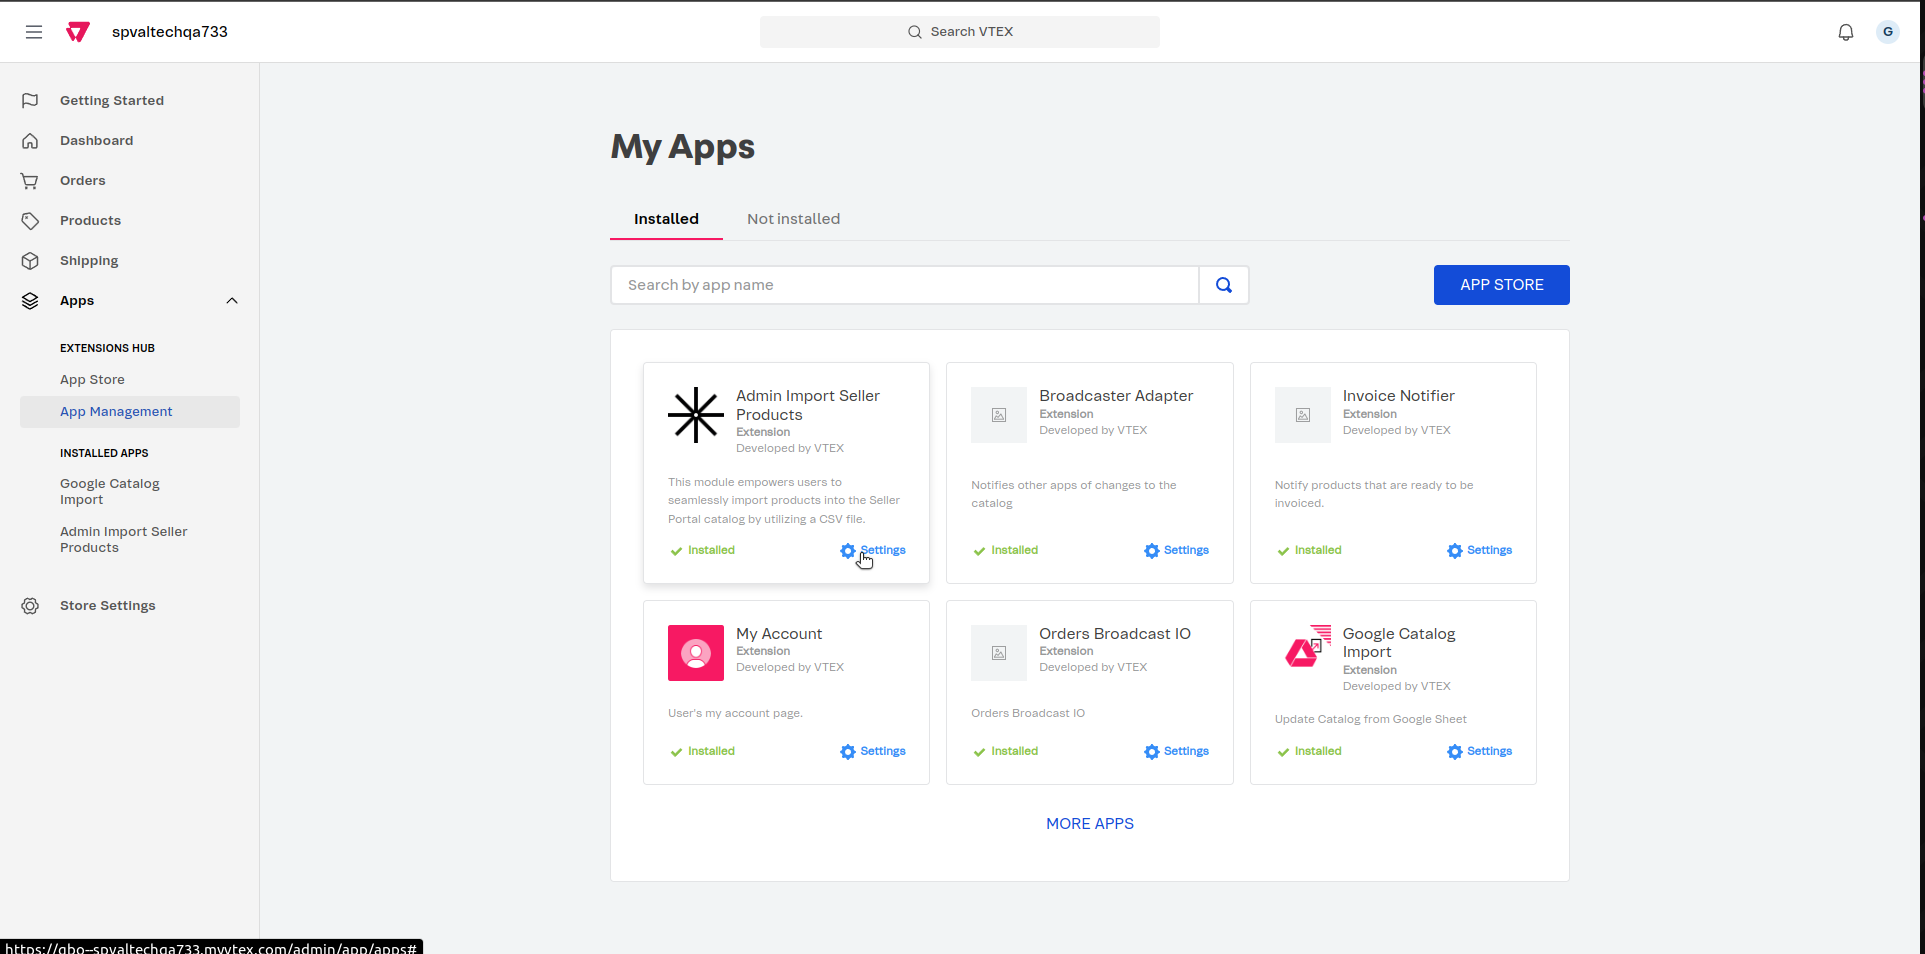 spvaltechqa733
Search VTEX
G
Getting Started
Dashboard
Orders
Products
Shipping
Apps
EXTENSIONS HUB
App Store
App Management
INSTALLED APPS
Google Catalog
Import
Admin Import Seller
Products
Store Settings
My Apps
Installed
Not installed
Search by app name
APP STORE
Admin Import Seller
Products
Extension
Developed by VTEX
This module empowers users to
seamlessly import products into the Seller
Portal catalog by utilizing a CSV file.
Installed
Settings
Broadcaster Adapter
Extension
Developed by VTEX
Notifies other apps of changes to the
catalog
Installed
Settings
Invoice Notifier
Extension
Developed by VTEX
Notify products that are ready to be
invoiced.
Installed
Settings
My Account
Extension
Developed by VTEX
User's my account page.
Installed
Settings
Orders Broadcast IO
Extension
Developed by VTEX
Orders Broadcast IO
Installed
Settings
Google Catalog
Import
Extension
Developed by VTEX
Update Catalog from Google Sheet
Installed
Settings
MORE APPS
https://qbo--spvaltechqa733.myvtex.com/admin/app/apps#